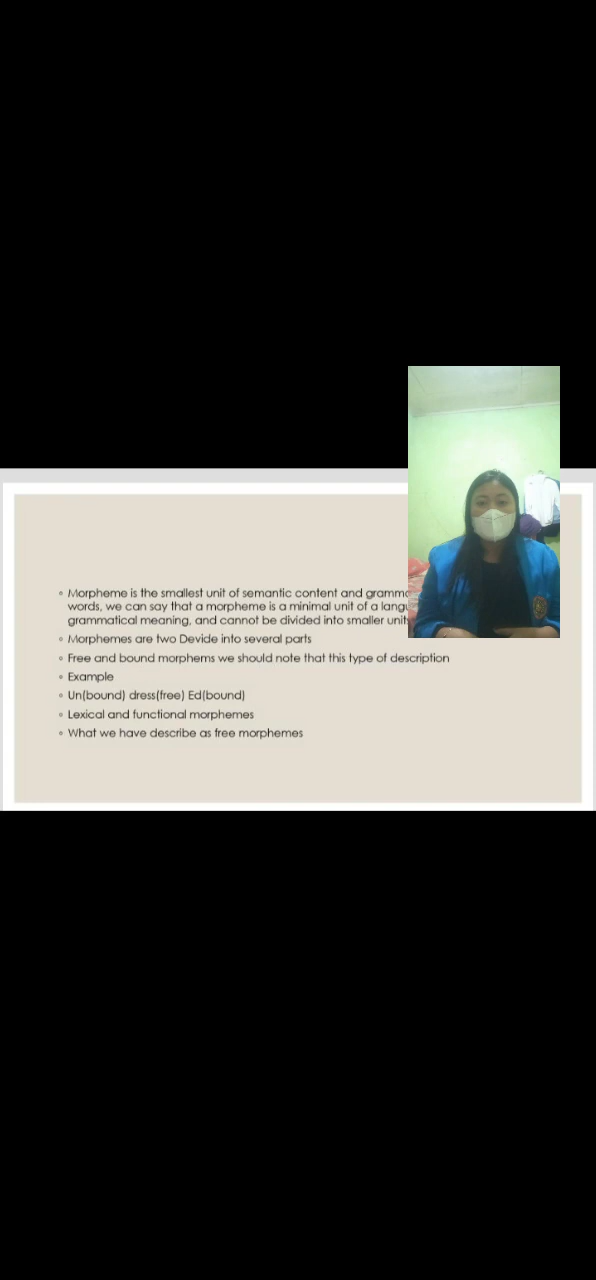 Morpheme is the smallest unit of semantic content and
words, we can say that a morpheme is a minimal unit of a
grammatical meaning, and cannot be divided into smaller
Morphemes are two Devide into several parts
Free and bound morphems we should note that this type of description
Example
Un(bound) dress(free) Ed(bound)
Lexical and functional morphemes
What we have describe as free morphemes